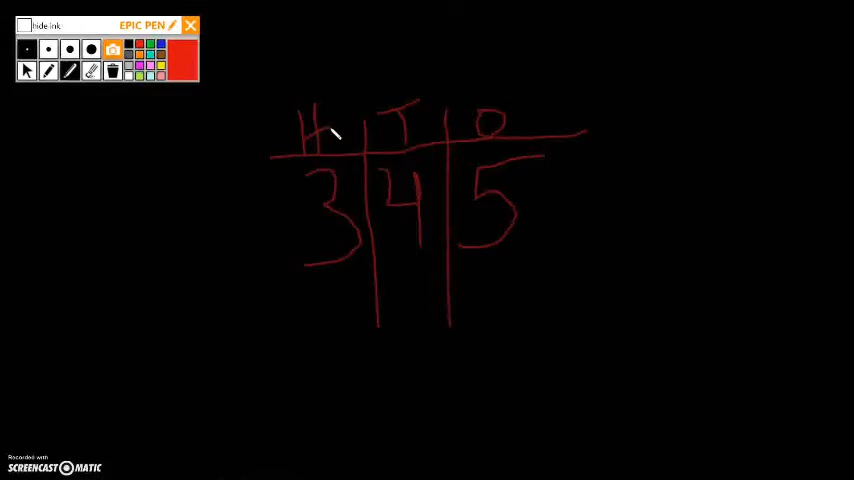 hide ink EPIC PEN
H T O
3 4 5
Recorded with
SCREENCAST MATIC